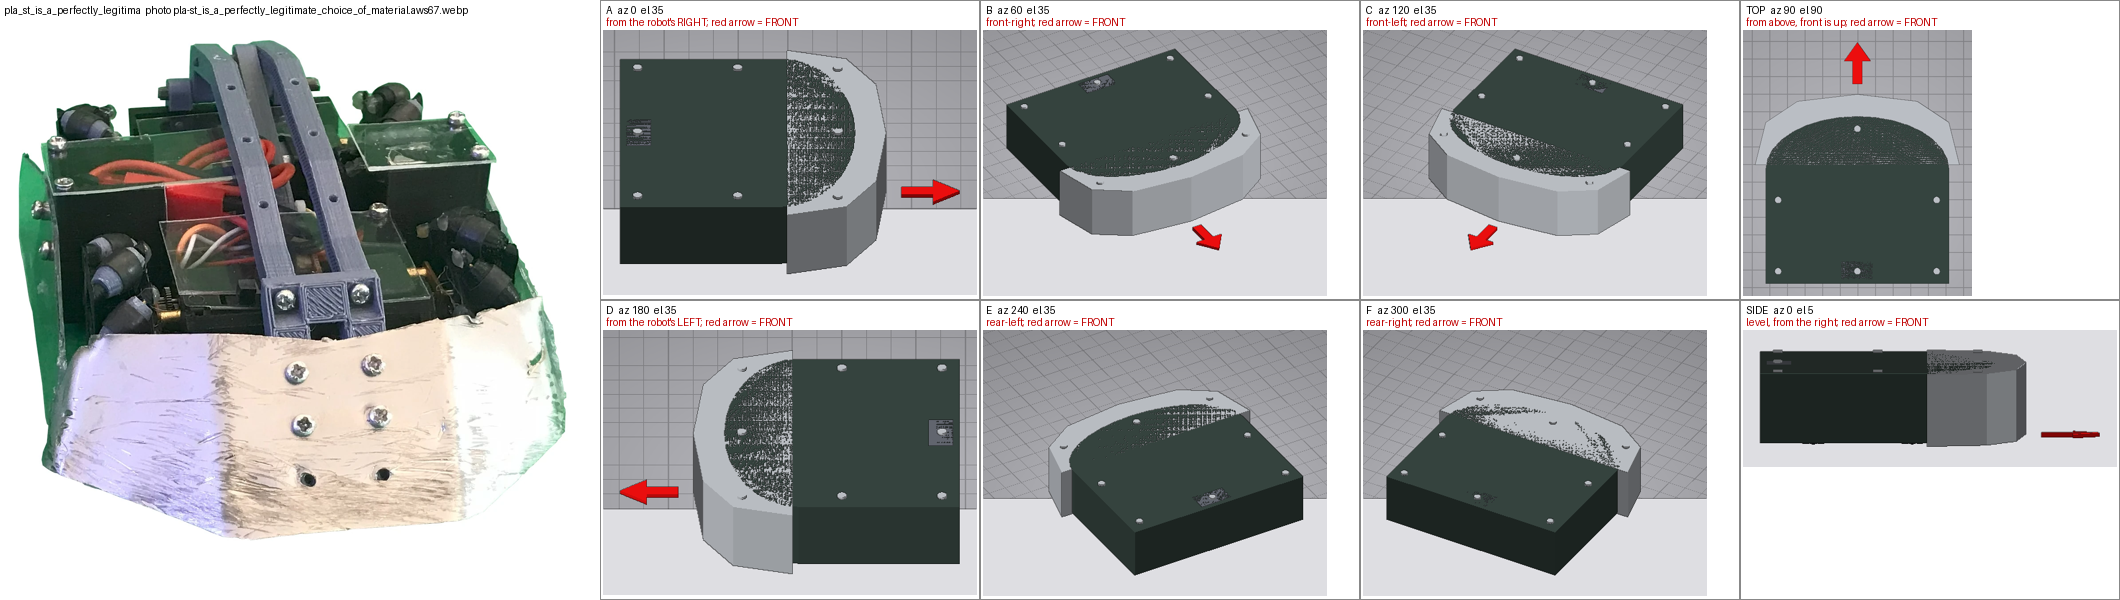 pla_st_is_a_perfectly_legitima photo pla-st_is_a_perfectly_legitimate_choice_of_material.aws67.webp
A az 0 el 35
from the robot's RIGHT; red arrow = FRONT
B az 60 el 35
front-right; red arrow = FRONT
C az 120 el 35
front-left; red arrow = FRONT
TOP az 90 el 90
from above, front is up; red arrow = FRONT
D az 180 el 35
from the robot's LEFT; red arrow = FRONT
E az 240 el 35
rear-left; red arrow = FRONT
F az 300 el 35
rear-right; red arrow = FRONT
SIDE az 0 el 5
level, from the right; red arrow = FRONT